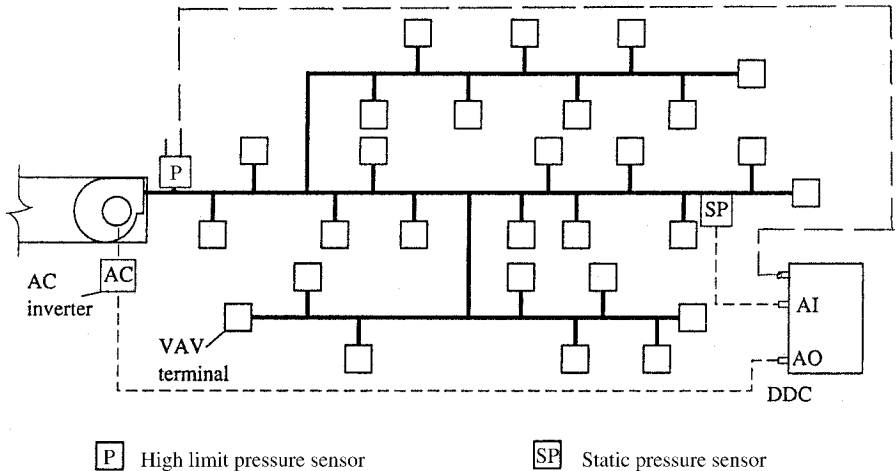 P
SP
AC
AC
inverter
AI
VAV
terminal
AO
DDC
P High limit pressure sensor
SP Static pressure sensor